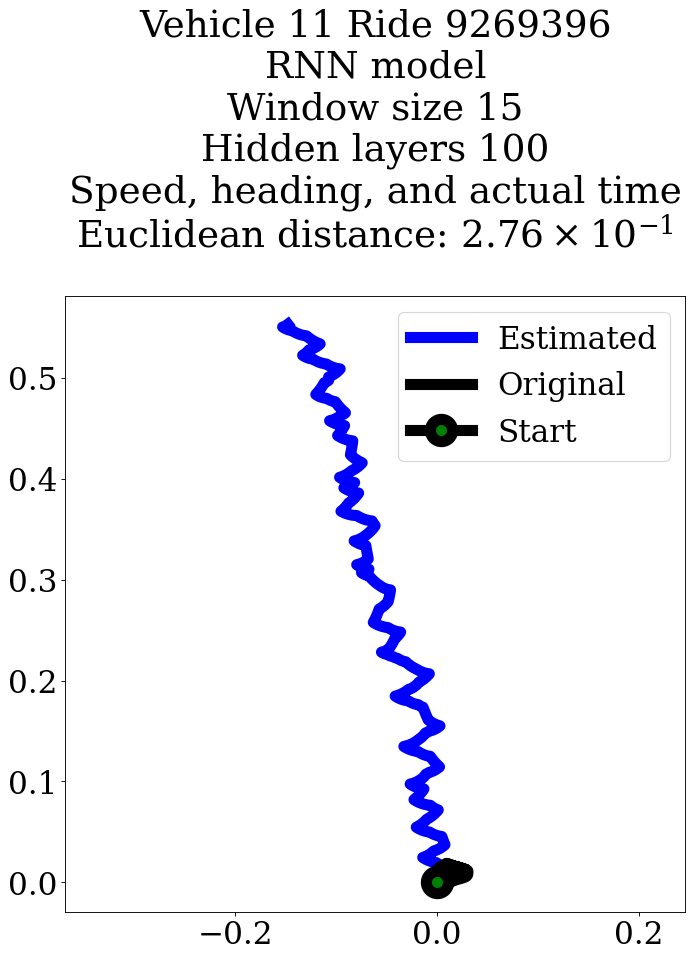 Vehicle 11 Ride 9269396
RNN model
Window size 15
Hidden layers 100
Speed, heading, and actual time
Euclidean distance: 2.76 × 10⁻¹
Estimated
Original
Start
0.5
0.4
0.3
0.2
0.1
0.0
−0.2 0.0 0.2